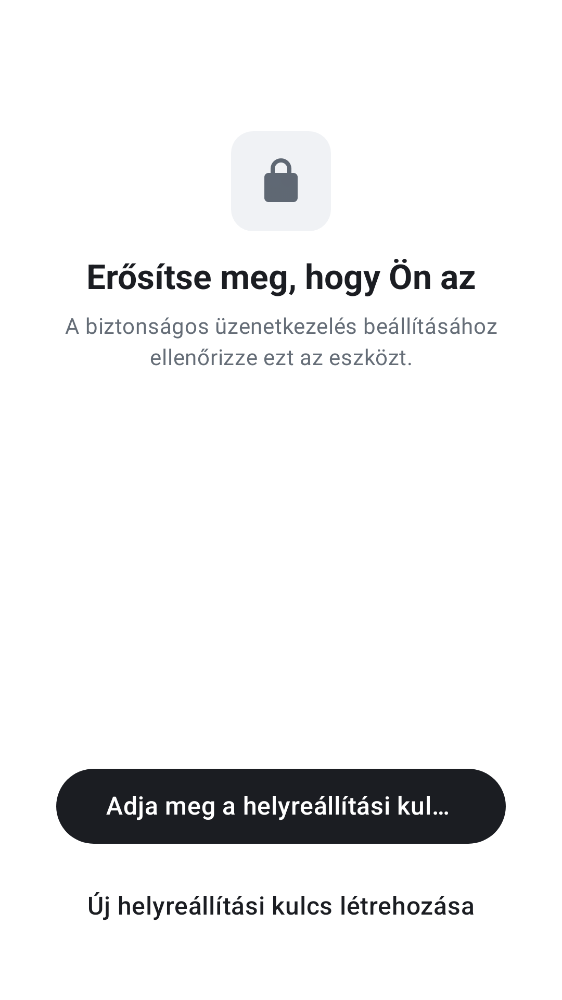 Erősítse meg, hogy Ön az
A biztonságos üzenetkezelés beállításához
ellenőrizze ezt az eszközt.
Adja meg a helyreállítási kul…
Új helyreállítási kulcs létrehozása